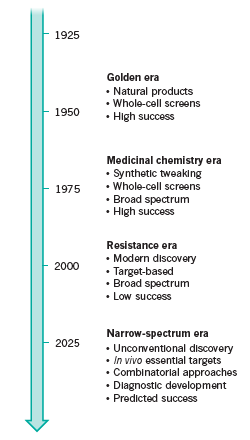 1925
Golden era
• Natural products
• Whole-cell screens
1950
• High success
Medicinal chemistry era
• Synthetic tweaking
1975
• Whole-cell screens
• Broad spectrum
• High success
Resistance era
• Modern discovery
2000
• Target-based
• Broad spectrum
• Low success
Narrow-spectrum era
2025
• Unconventional discovery
• In vivo essential targets
• Combinatorial approaches
• Diagnostic development
• Predicted success